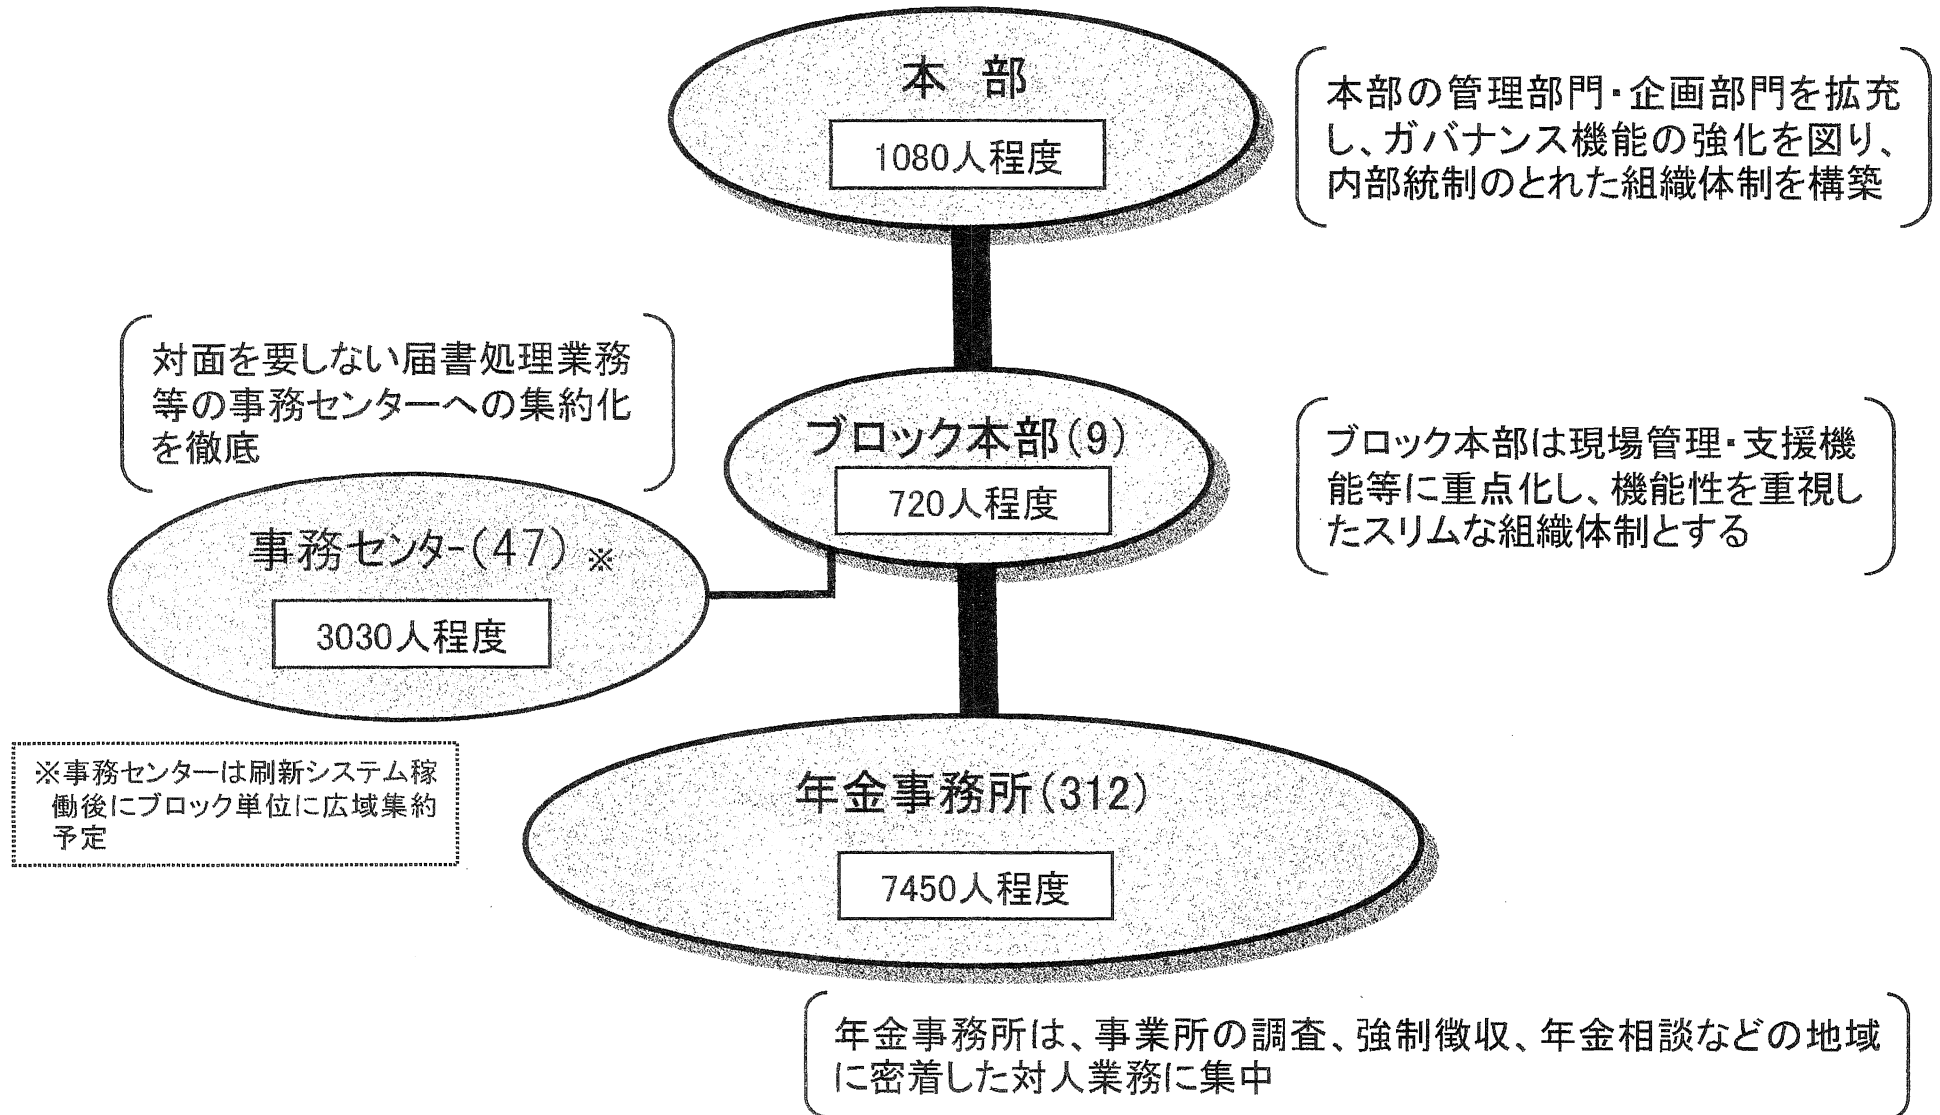 本　部
1080人程度
本部の管理部門・企画部門を拡充
し、ガバナンス機能の強化を図り、
内部統制のとれた組織体制を構築
対面を要しない届書処理業務
等の事務センターへの集約化
を徹底
ブロック本部(9)
720人程度
ブロック本部は現場管理・支援機
能等に重点化し、機能性を重視し
たスリムな組織体制とする
事務センター(47)※
3030人程度
※事務センターは刷新システム稼
働後にブロック単位に広域集約
予定
年金事務所(312)
7450人程度
年金事務所は、事業所の調査、強制徴収、年金相談などの地域
に密着した対人業務に集中